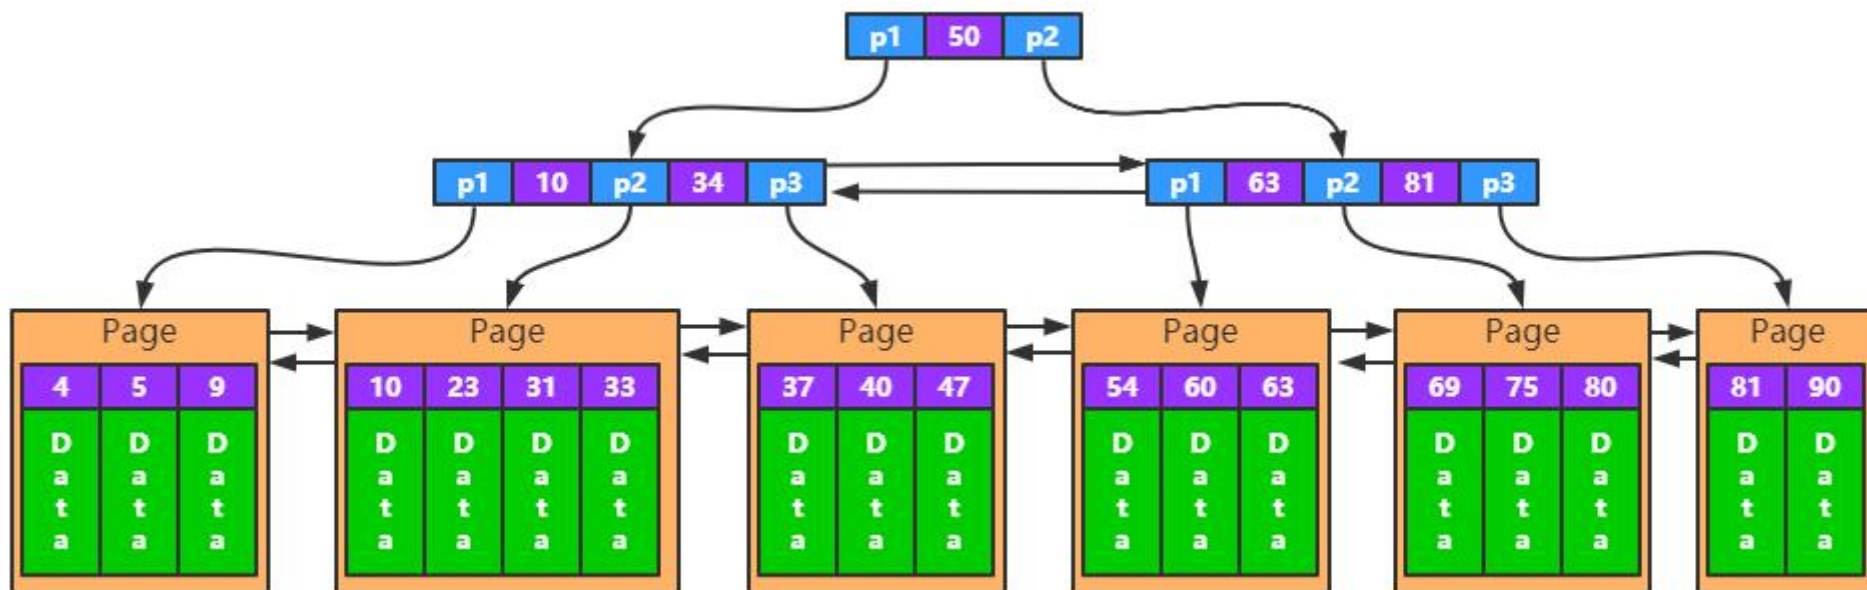 p1 50 p2
p1 10 p2 34 p3
p1 63 p2 81 p3
Page
4 5 9
Data Data Data
Page
10 23 31 33
Data Data Data Data
Page
37 40 47
Data Data Data
Page
54 60 63
Data Data Data
Page
69 75 80
Data Data Data
Page
81 90
Data Data